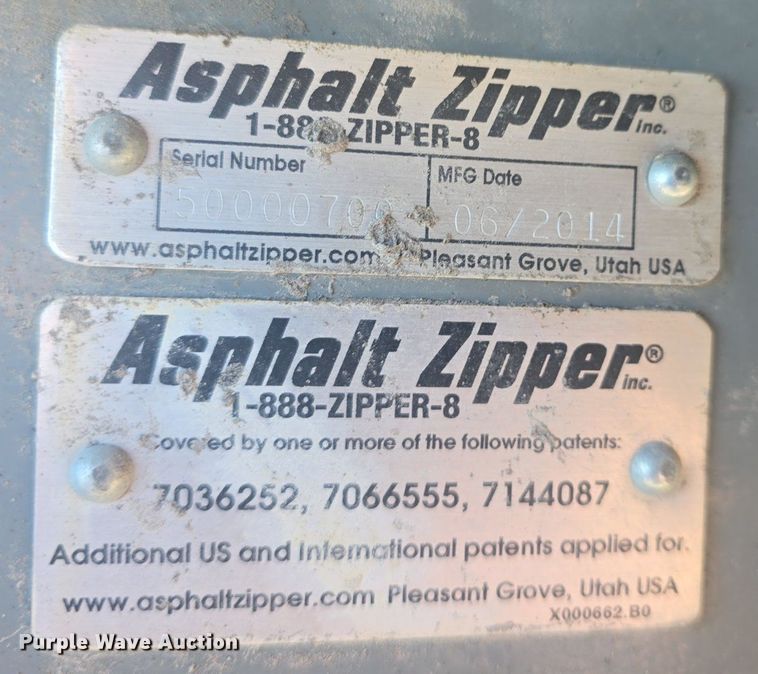 Asphalt Zipper® inc.
1-888-ZIPPER-8
Serial Number
MFG Date
06/2014
www.asphaltzipper.com Pleasant Grove, Utah USA
Asphalt Zipper® inc.
1-888-ZIPPER-8
Covered by one or more of the following patents:
7036252, 7066555, 7144087
Additional US and International patents applied for.
www.asphaltzipper.com Pleasant Grove, Utah USA
X000662.B0
Purple Wave Auction